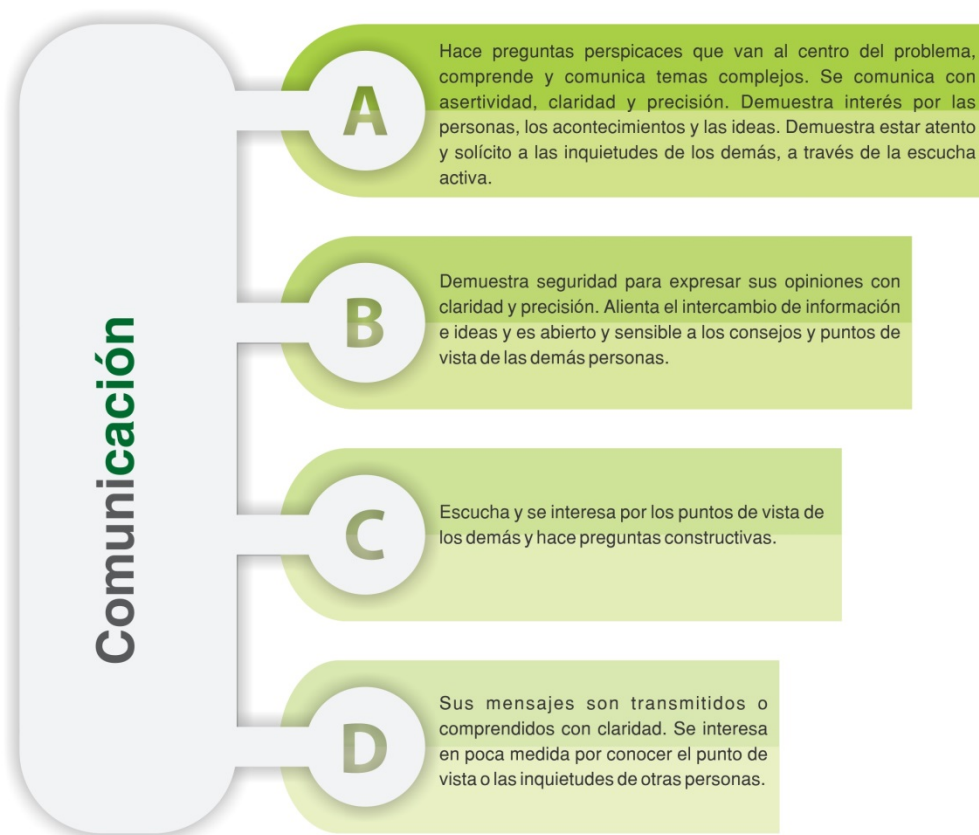 Comunicación
A
Hace preguntas perspicaces que van al centro del problema,
comprende y comunica temas complejos. Se comunica con
asertividad, claridad y precisión. Demuestra interés por las
personas, los acontecimientos y las ideas. Demuestra estar atento
y solícito a las inquietudes de los demás, a través de la escucha
activa.
B
Demuestra seguridad para expresar sus opiniones con
claridad y precisión. Alienta el intercambio de información
e ideas y es abierto y sensible a los consejos y puntos de
vista de las demás personas.
C
Escucha y se interesa por los puntos de vista de
los demás y hace preguntas constructivas.
D
Sus mensajes son transmitidos o
comprendidos con claridad. Se interesa
en poca medida por conocer el punto de
vista o las inquietudes de otras personas.